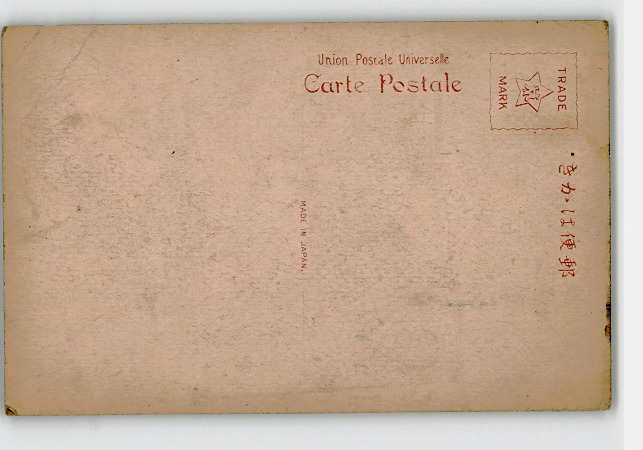 Union Postale Universelle
Carte Postale
TRADE
MARK
きかは便郵
MADE IN JAPAN.